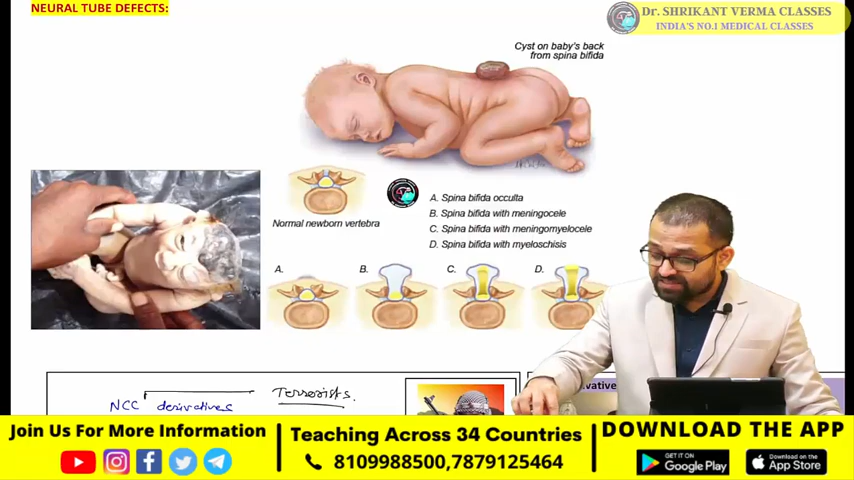 NEURAL TUBE DEFECTS:
Dr. SHRIKANT VERMA CLASSES
INDIA'S NO.1 MEDICAL CLASSES
Cyst on baby's back
from spina bifida
Normal newborn vertebra
A. Spina bifida occulta
B. Spina bifida with meningocele
C. Spina bifida with meningomyelocele
D. Spina bifida with myeloschisis
A.
B.
C.
D.
NCC derivatives
Terrorists.
Join Us For More Information
Teaching Across 34 Countries
8109988500,7879125464
DOWNLOAD THE APP
GET IT ON
Google Play
Download on the
App Store